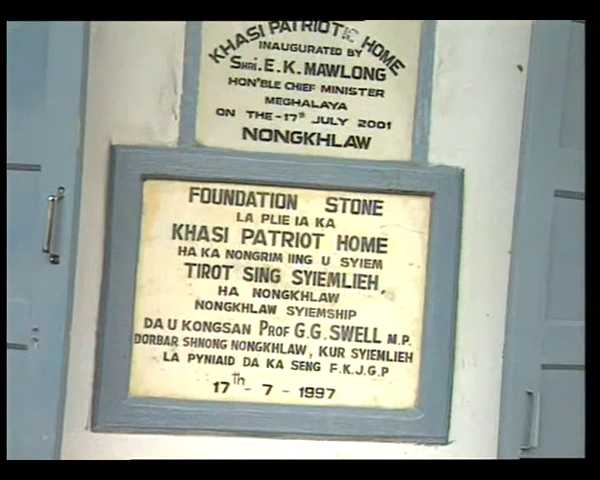 KHASI PATRIOTIC HOME
INAUGURATED BY
SHRI. E. K. MAWLONG
HON'BLE CHIEF MINISTER
MEGHALAYA
ON THE - 17th JULY 2001
NONGKHLAW
FOUNDATION STONE
LA PLIE IA KA
KHASI PATRIOT HOME
HA KA NONGRIM IING U SYIEM
TIROT SING SYIEMLIEH,
HA NONGKHLAW
NONGKHLAW SYIEMSHIP
DA U KONGSAN PROF G.G. SWELL M.P.
DORBAR SHNONG NONGKHLAW, KUR SYIEMLIEH
LA PYNIAID DA KA SENG F.K.J.G.P
17Th - 7 - 1997